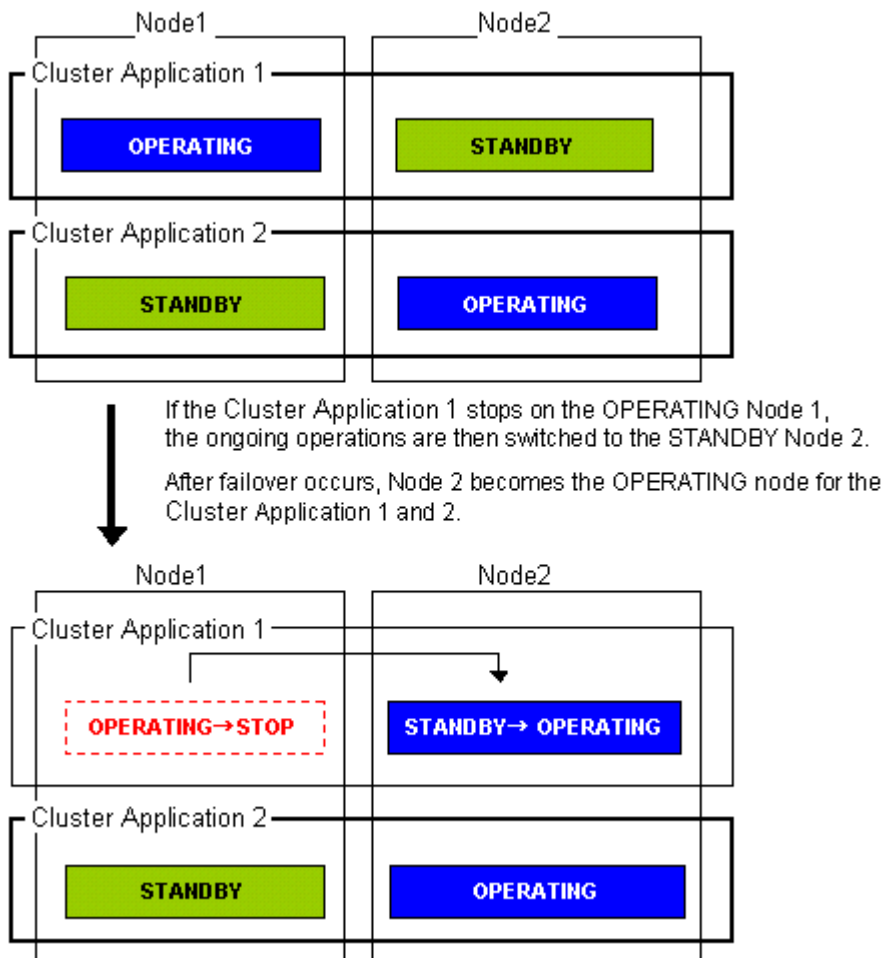 Node1
Node2
Cluster Application 1
OPERATING
STANDBY
Cluster Application 2
STANDBY
OPERATING
If the Cluster Application 1 stops on the OPERATING Node 1,
the ongoing operations are then switched to the STANDBY Node 2.
After failover occurs, Node 2 becomes the OPERATING node for the
Cluster Application 1 and 2.
Node1
Node2
Cluster Application 1
OPERATING→STOP
STANDBY→ OPERATING
Cluster Application 2
STANDBY
OPERATING